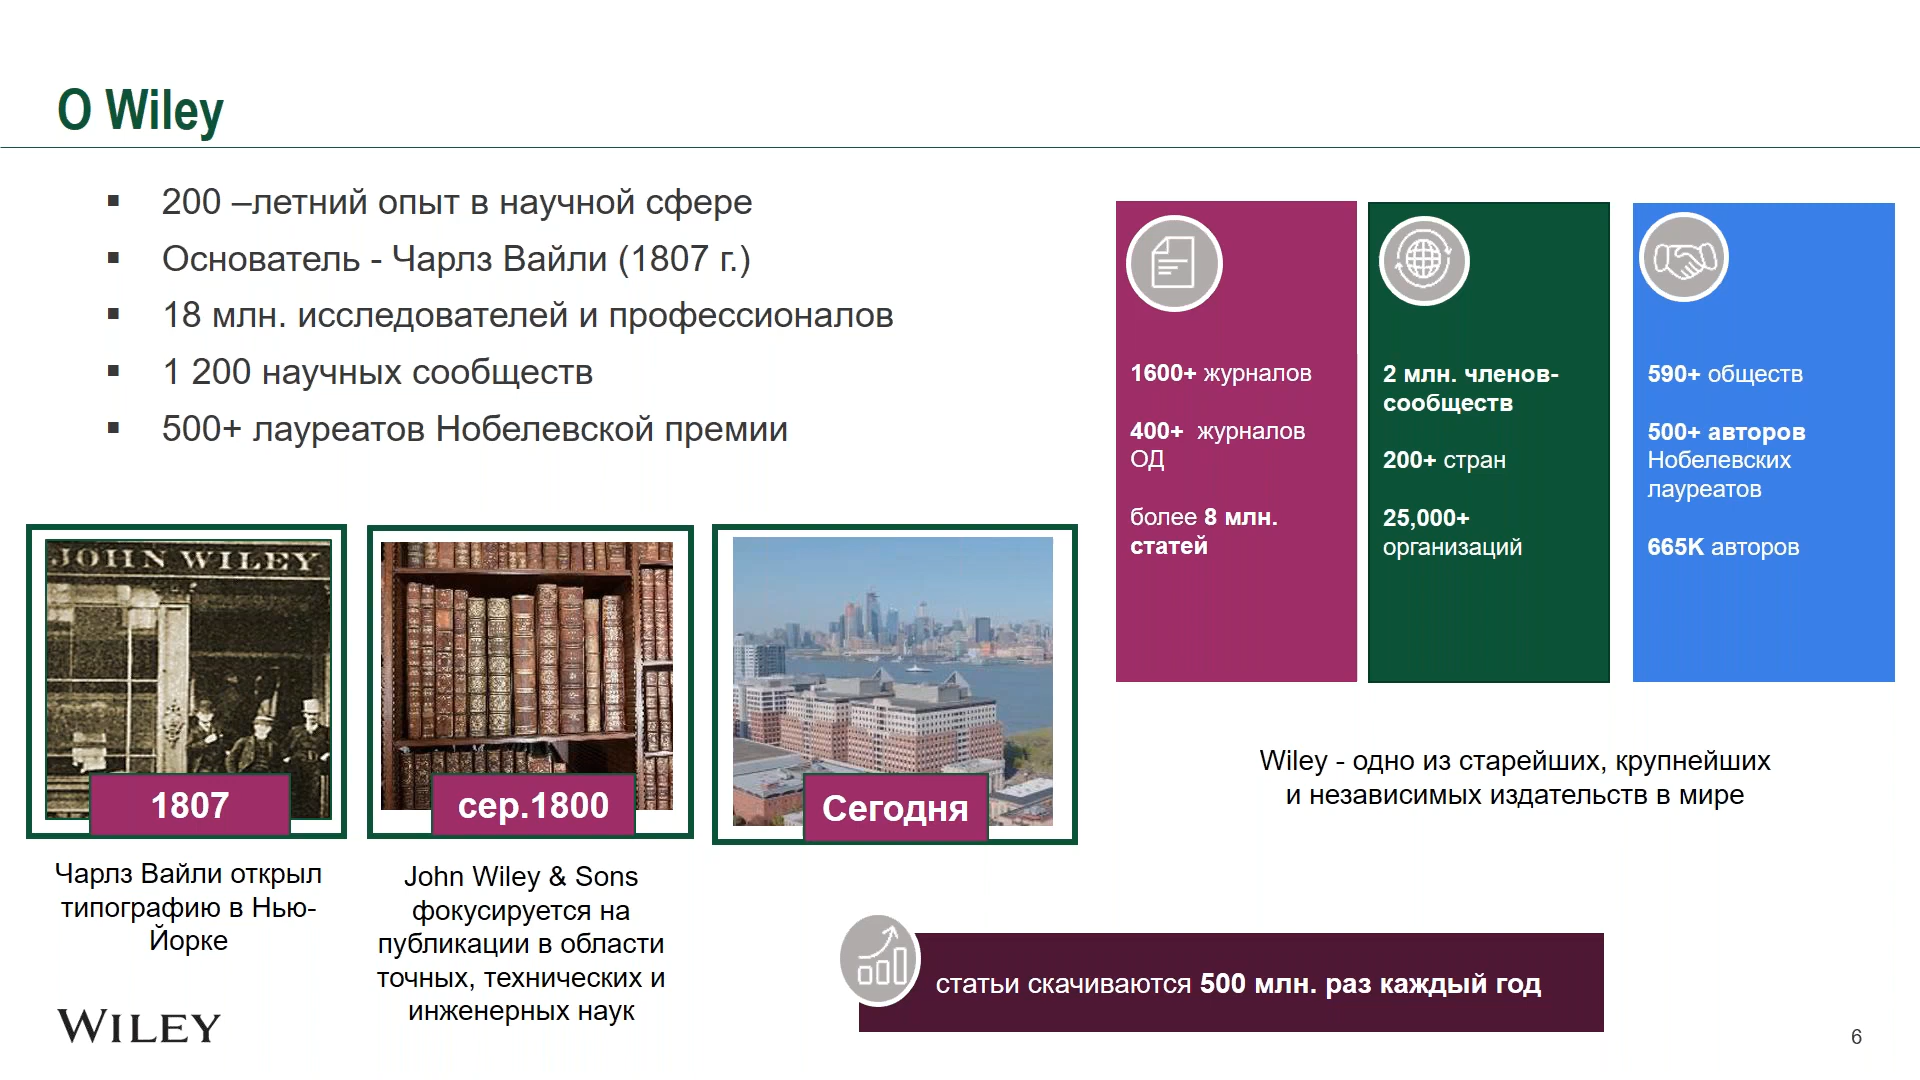 О Wiley
▪ 200 –летний опыт в научной сфере
▪ Основатель - Чарлз Вайли (1807 г.)
▪ 18 млн. исследователей и профессионалов
▪ 1 200 научных сообществ
▪ 500+ лауреатов Нобелевской премии
1600+ журналов
400+ журналов
ОД
более 8 млн.
статей
2 млн. членов-
сообществ
200+ стран
25,000+
организаций
590+ обществ
500+ авторов
Нобелевских
лауреатов
665K авторов
JOHN WILEY
1807
Чарлз Вайли открыл
типографию в Нью-
Йорке
сер.1800
John Wiley & Sons
фокусируется на
публикации в области
точных, технических и
инженерных наук
Сегодня
Wiley - одно из старейших, крупнейших
и независимых издательств в мире
статьи скачиваются 500 млн. раз каждый год
WILEY
6